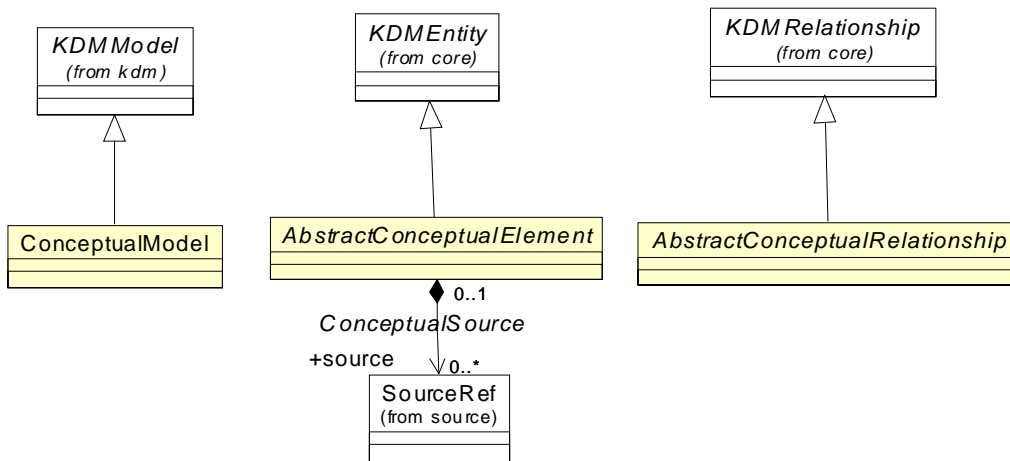 KDMModel
(from kdm)
KDMEntity
(from core)
KDMRelationship
(from core)
ConceptualModel
AbstractConceptualElement
AbstractConceptualRelationship
0..1
ConceptualSource
+source
0..*
SourceRef
(from source)